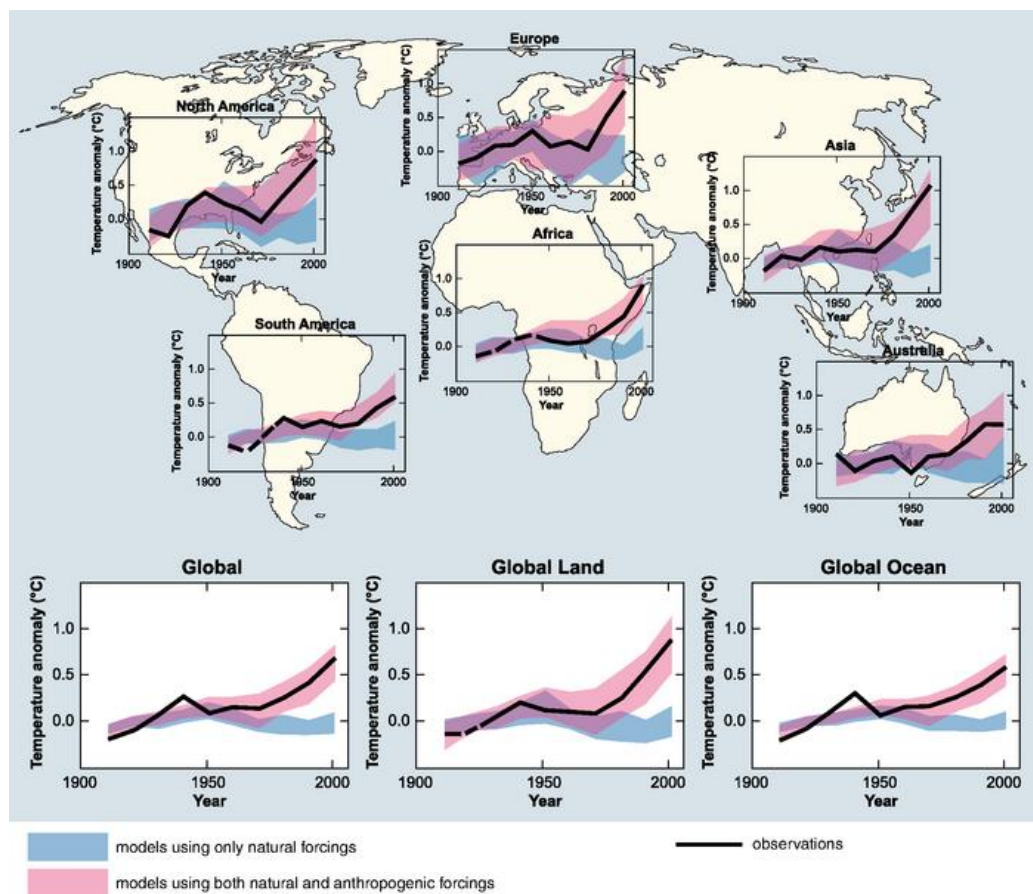 Europe
Temperature anomaly (°C)
1.0
0.5
0.0
1900
1950
2000
Year
North America
Temperature anomaly (°C)
1.0
0.5
0.0
1900
1950
2000
Year
Asia
Temperature anomaly (°C)
1.0
0.5
0.0
1900
1950
2000
Year
Africa
Temperature anomaly (°C)
1.0
0.5
0.0
1900
1950
2000
Year
South America
Temperature anomaly (°C)
1.0
0.5
0.0
1900
1950
2000
Year
Australia
Temperature anomaly (°C)
1.0
0.5
0.0
1900
1950
2000
Year
Global
Temperature anomaly (°C)
1.0
0.5
0.0
1900
1950
2000
Year
Global Land
Temperature anomaly (°C)
1.0
0.5
0.0
1900
1950
2000
Year
Global Ocean
Temperature anomaly (°C)
1.0
0.5
0.0
1900
1950
2000
Year
models using only natural forcings
observations
models using both natural and anthropogenic forcings